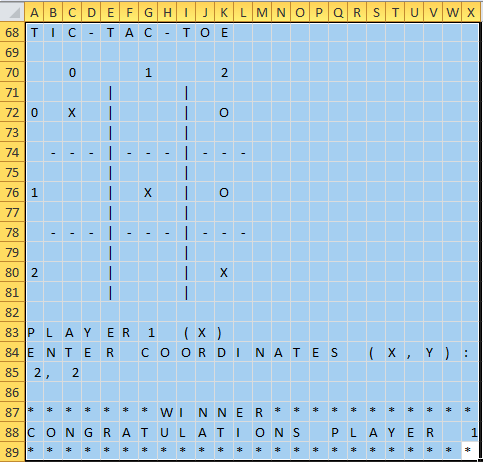 A B C D E F G H I J K L M N O P Q R S T U V W X
68 TIC-TAC-TOE
69
70 0 1 2
71 | |
72 0 X | | O
73 | |
74 - - - | - - - | - - -
75 | |
76 1 | X | O
77 | |
78 - - - | - - - | - - -
79 | |
80 2 | | X
81 | |
82
83 PLAYER1 (X)
84 ENTER COORDINATES (X,Y):
85 2, 2
86
87 *******WINNER***********
88 CONGRATULATIONS PLAYER 1
89 ************************